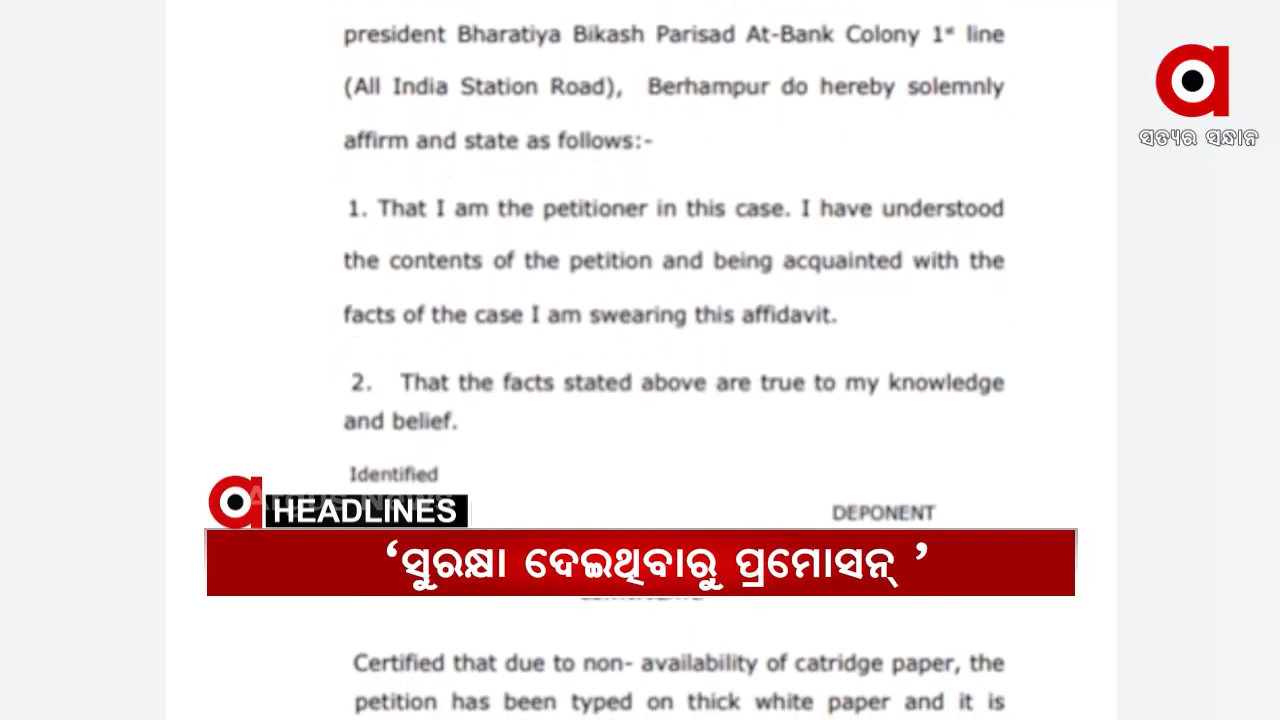 president Bharatiya Bikash Parisad At-Bank Colony 1st line
(All India Station Road), Berhampur do hereby solemnly
affirm and state as follows:-
1. That I am the petitioner in this case. I have understood
the contents of the petition and being acquainted with the
facts of the case I am swearing this affidavit.
2. That the facts stated above are true to my knowledge
and belief.
Identified
DEPONENT
Certified that due to non- availability of catridge paper, the
petition has been typed on thick white paper and it is
ସତ୍ୟର ସନ୍ଧାନ
HEADLINES
‘ସୁରକ୍ଷା ଦେଇଥିବାରୁ ପ୍ରମୋସନ୍ ’